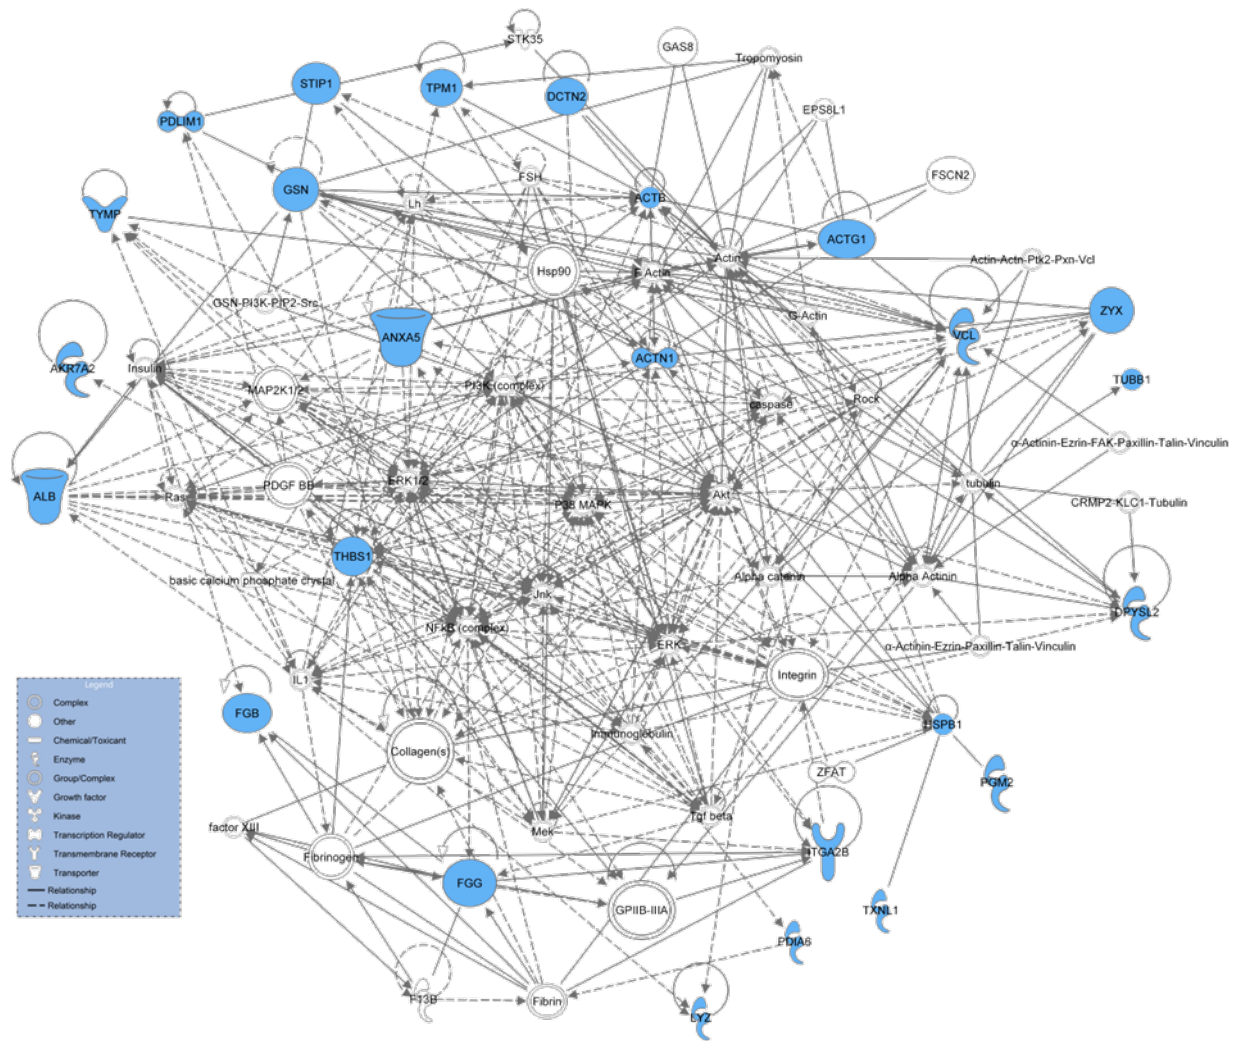 STK35
GAS8
Tropomyosin
STIP1
TPM1
DCTN2
EPS8L1
PDLIM1
FSH
FSCN2
GSN
Lh
ACTB
TYMP
ACTG1
Actin
Actin-Actn-Ptk2-Pxn-Vcl
Hsp90
F Actin
GSN-PI3K-PIP2-Src
G-Actin
ZYX
ANXA5
VCL
ACTN1
AKR7A2
Insulin
TUBB1
MAP2K1/2
PI3K (complex)
caspase
Rock
α-Actinin-Ezrin-FAK-Paxillin-Talin-Vinculin
ALB
Ras
PDGF BB
ERK1/2
P38 MAPK
Akt
tubulin
CRMP2-KLC1-Tubulin
THBS1
basic calcium phosphate crystal
Jnk
Alpha catenin
Alpha Actinin
DPYSL2
NFkB (complex)
ERK
α-Actinin-Ezrin-Paxillin-Talin-Vinculin
IL1
Integrin
FGB
HSPB1
Immunoglobulin
Collagen(s)
ZFAT
PGM2
factor XIII
Mek
Tgf beta
Fibrinogen
ITGA2B
FGG
GPIIB-IIIA
TXNL1
PDIA6
F13B
Fibrin
LYZ
Legend
Complex
Other
Chemical/Toxicant
Enzyme
Group/Complex
Growth factor
Kinase
Transcription Regulator
Transmembrane Receptor
Transporter
Relationship
Relationship